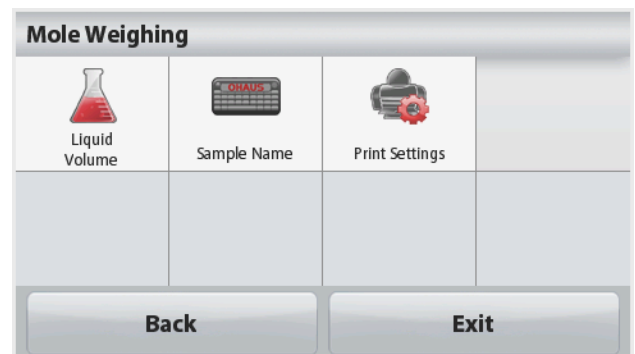 Mole Weighing
OHAUS
Liquid
Volume
Sample Name
Print Settings
Back
Exit